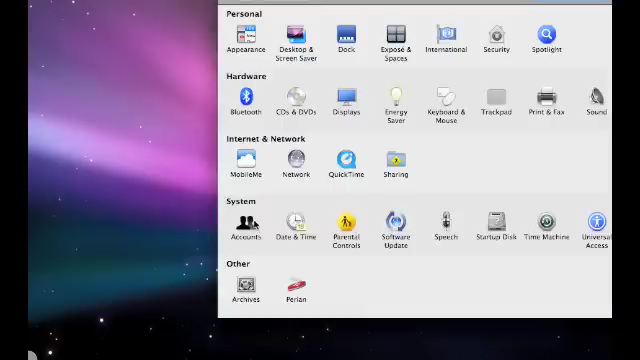 Personal
Appearance
Desktop &
Screen Saver
Dock
Exposé &
Spaces
International
Security
Spotlight
Hardware
Bluetooth
CDs & DVDs
Displays
Energy
Saver
Keyboard &
Mouse
Trackpad
Print & Fax
Sound
Internet & Network
MobileMe
Network
QuickTime
Sharing
System
Accounts
Date & Time
Parental
Controls
Software
Update
Speech
Startup Disk
Time Machine
Universal
Access
Other
Archives
Perian